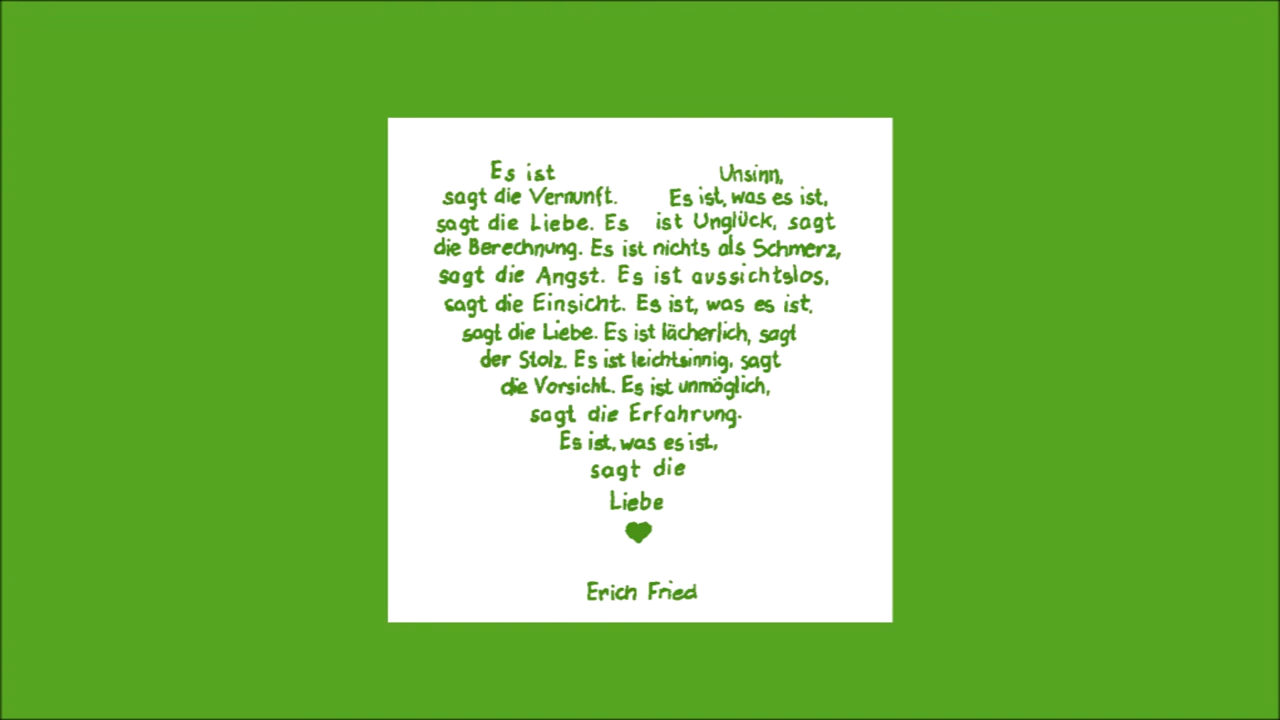 Es ist Unsinn,
sagt die Vernunft. Es ist, was es ist,
sagt die Liebe. Es ist Unglück, sagt
die Berechnung. Es ist nichts als Schmerz,
sagt die Angst. Es ist aussichtslos,
sagt die Einsicht. Es ist, was es ist.
sagt die Liebe. Es ist lächerlich, sagt
der Stolz. Es ist leichtsinnig, sagt
die Vorsicht. Es ist unmöglich,
sagt die Erfahrung.
Es ist, was es ist,
sagt die
Liebe
Erich Fried